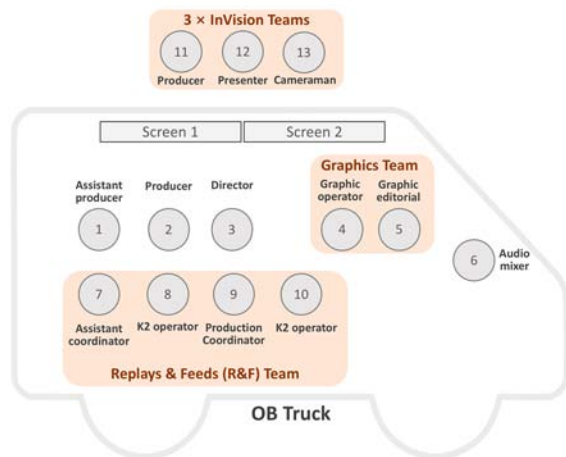 3 × InVision Teams
11 12 13
Producer Presenter Cameraman
Screen 1 Screen 2
Graphics Team
Assistant
producer
Producer
Director
Graphic
operator
Graphic
editorial
1 2 3 4 5
6
Audio
mixer
7 8 9 10
Assistant
coordinator
K2 operator
Production
Coordinator
K2 operator
Replays & Feeds (R&F) Team
OB Truck